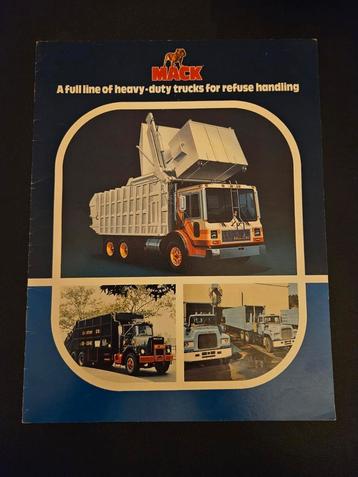 MACK
A full line of heavy-duty trucks for refuse handling